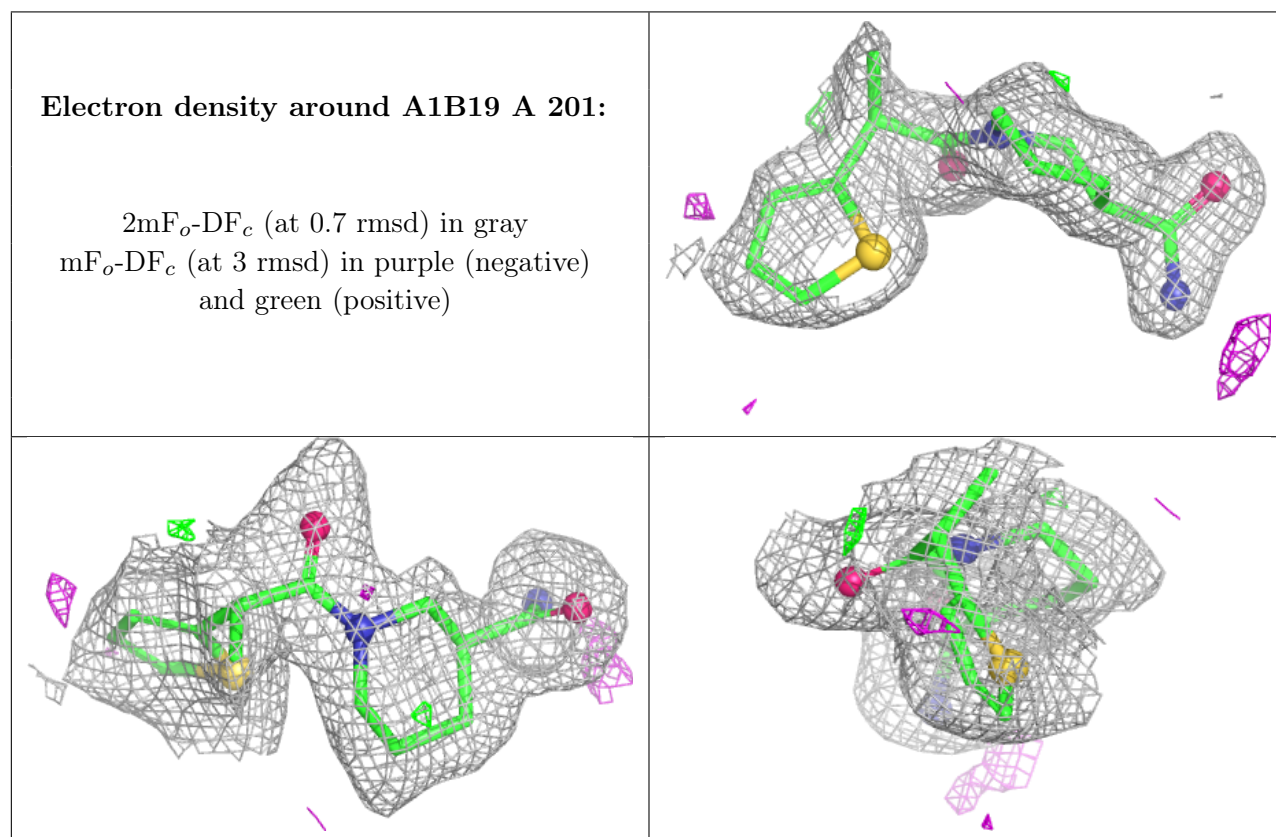 Electron density around A1B19 A 201:
2mFo-DFc (at 0.7 rmsd) in gray
mFo-DFc (at 3 rmsd) in purple (negative)
and green (positive)